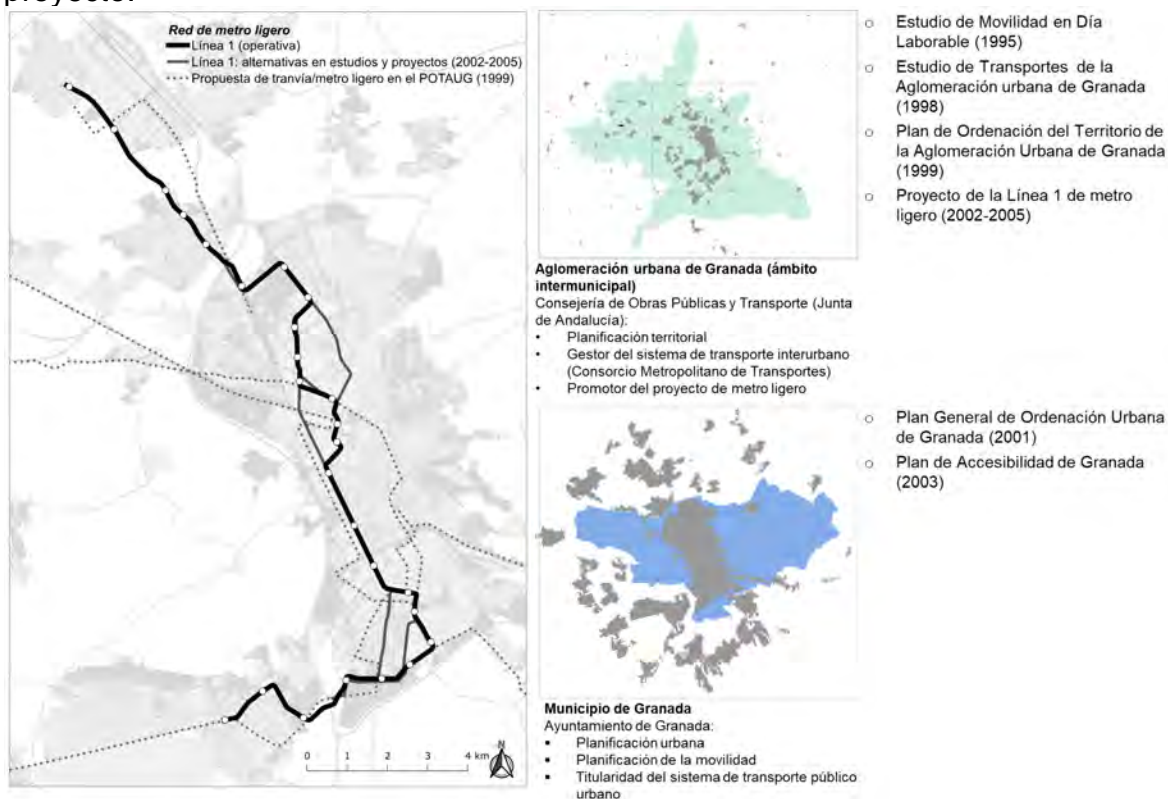 proyecto.
Red de metro ligero
Línea 1 (operativa)
Línea 1: alternativas en estudios y proyectos (2002-2005)
Propuesta de tranvía/metro ligero en el POTAUG (1999)
0 1 2 3 4 km
N
Aglomeración urbana de Granada (ámbito
intermunicipal)
Consejería de Obras Públicas y Transporte (Junta
de Andalucía):
• Planificación territorial
• Gestor del sistema de transporte interurbano
(Consorcio Metropolitano de Transportes)
• Promotor del proyecto de metro ligero
○ Estudio de Movilidad en Día
Laborable (1995)
○ Estudio de Transportes de la
Aglomeración urbana de Granada
(1998)
○ Plan de Ordenación del Territorio de
la Aglomeración Urbana de Granada
(1999)
○ Proyecto de la Línea 1 de metro
ligero (2002-2005)
Municipio de Granada
Ayuntamiento de Granada:
▪ Planificación urbana
▪ Planificación de la movilidad
▪ Titularidad del sistema de transporte público
urbano
○ Plan General de Ordenación Urbana
de Granada (2001)
○ Plan de Accesibilidad de Granada
(2003)